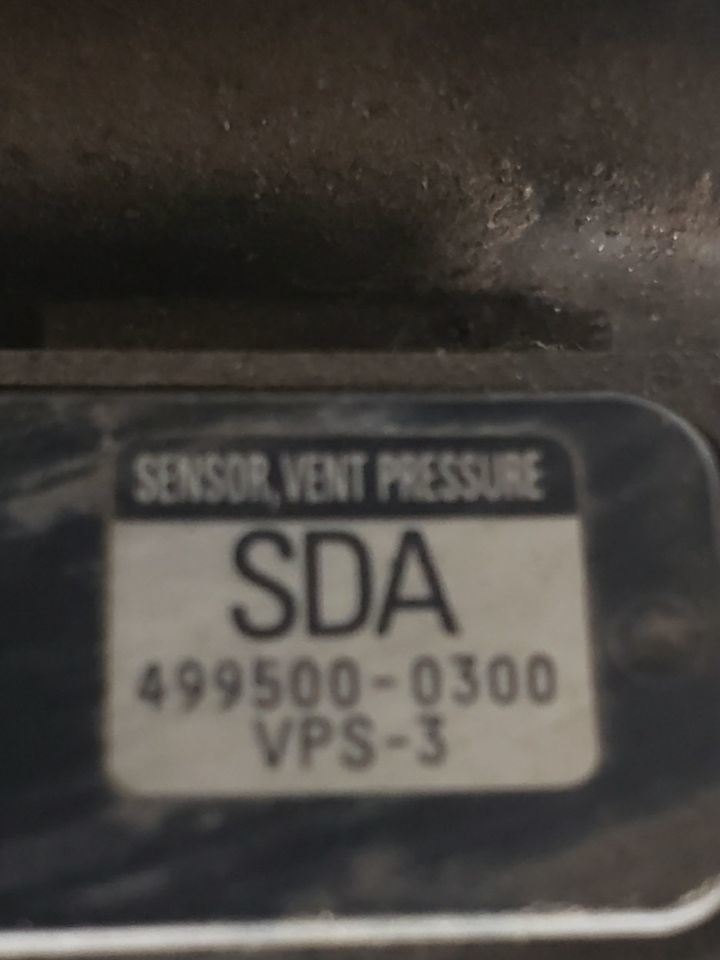 SENSOR, VENT PRESSURE
SDA
499500-0300
VPS-3